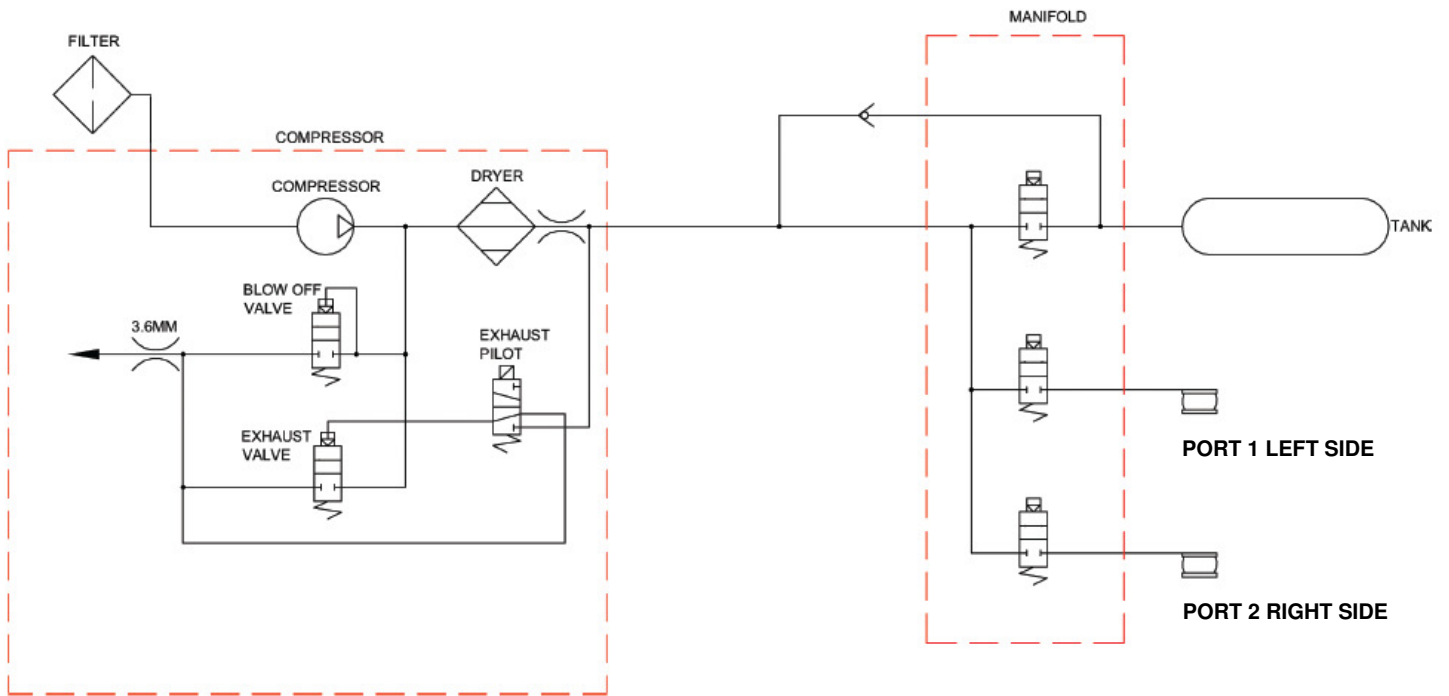 MANIFOLD
FILTER
COMPRESSOR
COMPRESSOR
DRYER
TANK
BLOW OFF
VALVE
3.6MM
EXHAUST
PILOT
EXHAUST
VALVE
PORT 1 LEFT SIDE
PORT 2 RIGHT SIDE